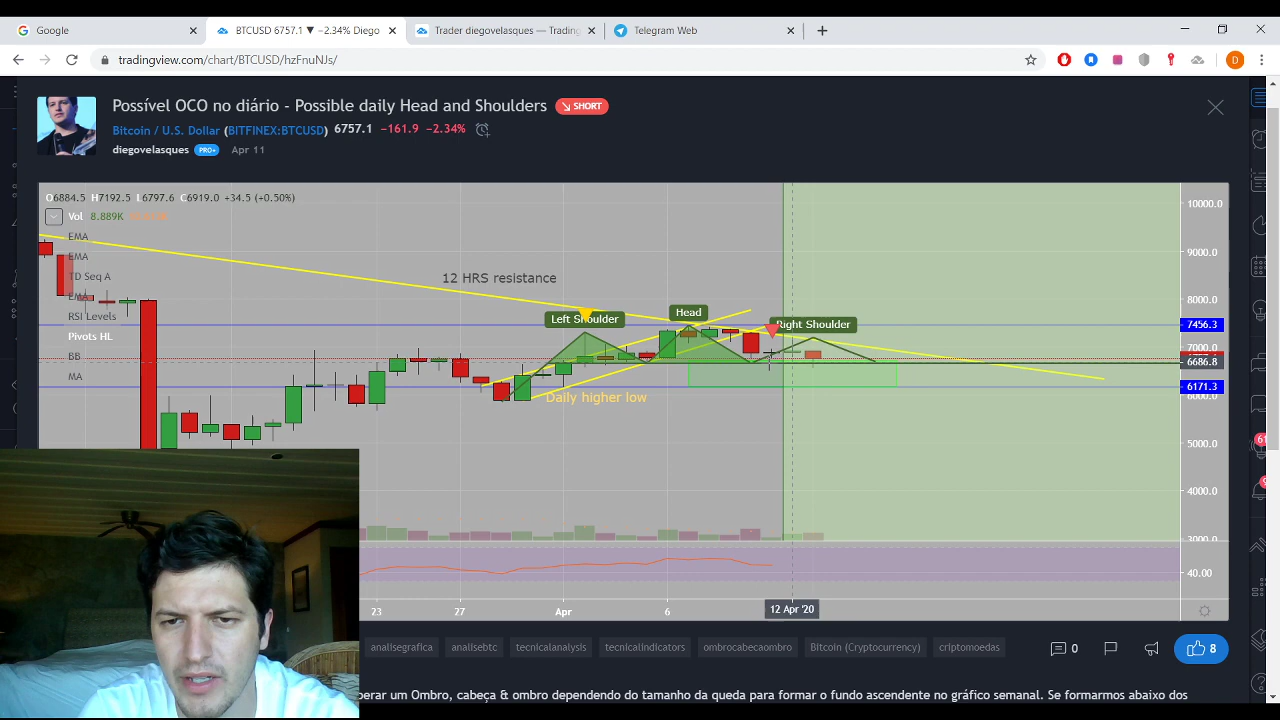 Google
BTCUSD 6757.1 ▼ −2.34% Diego
Trader diegovelasques — Trading
Telegram Web
tradingview.com/chart/BTCUSD/hzFnuNJs/
D
Possível OCO no diário - Possible daily Head and Shoulders
SHORT
Bitcoin / U.S. Dollar (BITFINEX:BTCUSD) 6757.1 −161.9 −2.34%
diegovelasques PRO+ Apr 11
O6884.5 H7192.5 L6797.6 C6919.0 +34.5 (+0.50%)
Vol 8.889K
EMA
EMA
TD Seq A
EMA
RSI Levels
Pivots HL
BB
MA
12 HRS resistance
Left Shoulder
Head
Right Shoulder
Daily higher low
10000.0
9000.0
8000.0
7456.3
7000.0
6686.8
6171.3
6000.0
5000.0
4000.0
3000.0
40.00
23
27
Apr
6
12 Apr '20
61
analisegrafica
analisebtc
tecnicalanalysis
tecnicalindicators
ombrocabecaombro
Bitcoin (Cryptocurrency)
criptomoedas
0
8
perar um Ombro, cabeça & ombro dependendo do tamanho da queda para formar o fundo ascendente no gráfico semanal. Se formarmos abaixo dos